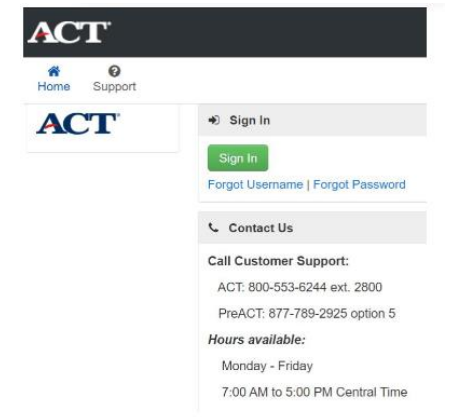 ACT
Home Support
ACT
Sign In
Sign In
Forgot Username | Forgot Password
Contact Us
Call Customer Support:
ACT: 800-553-6244 ext. 2800
PreACT: 877-789-2925 option 5
Hours available:
Monday - Friday
7:00 AM to 5:00 PM Central Time